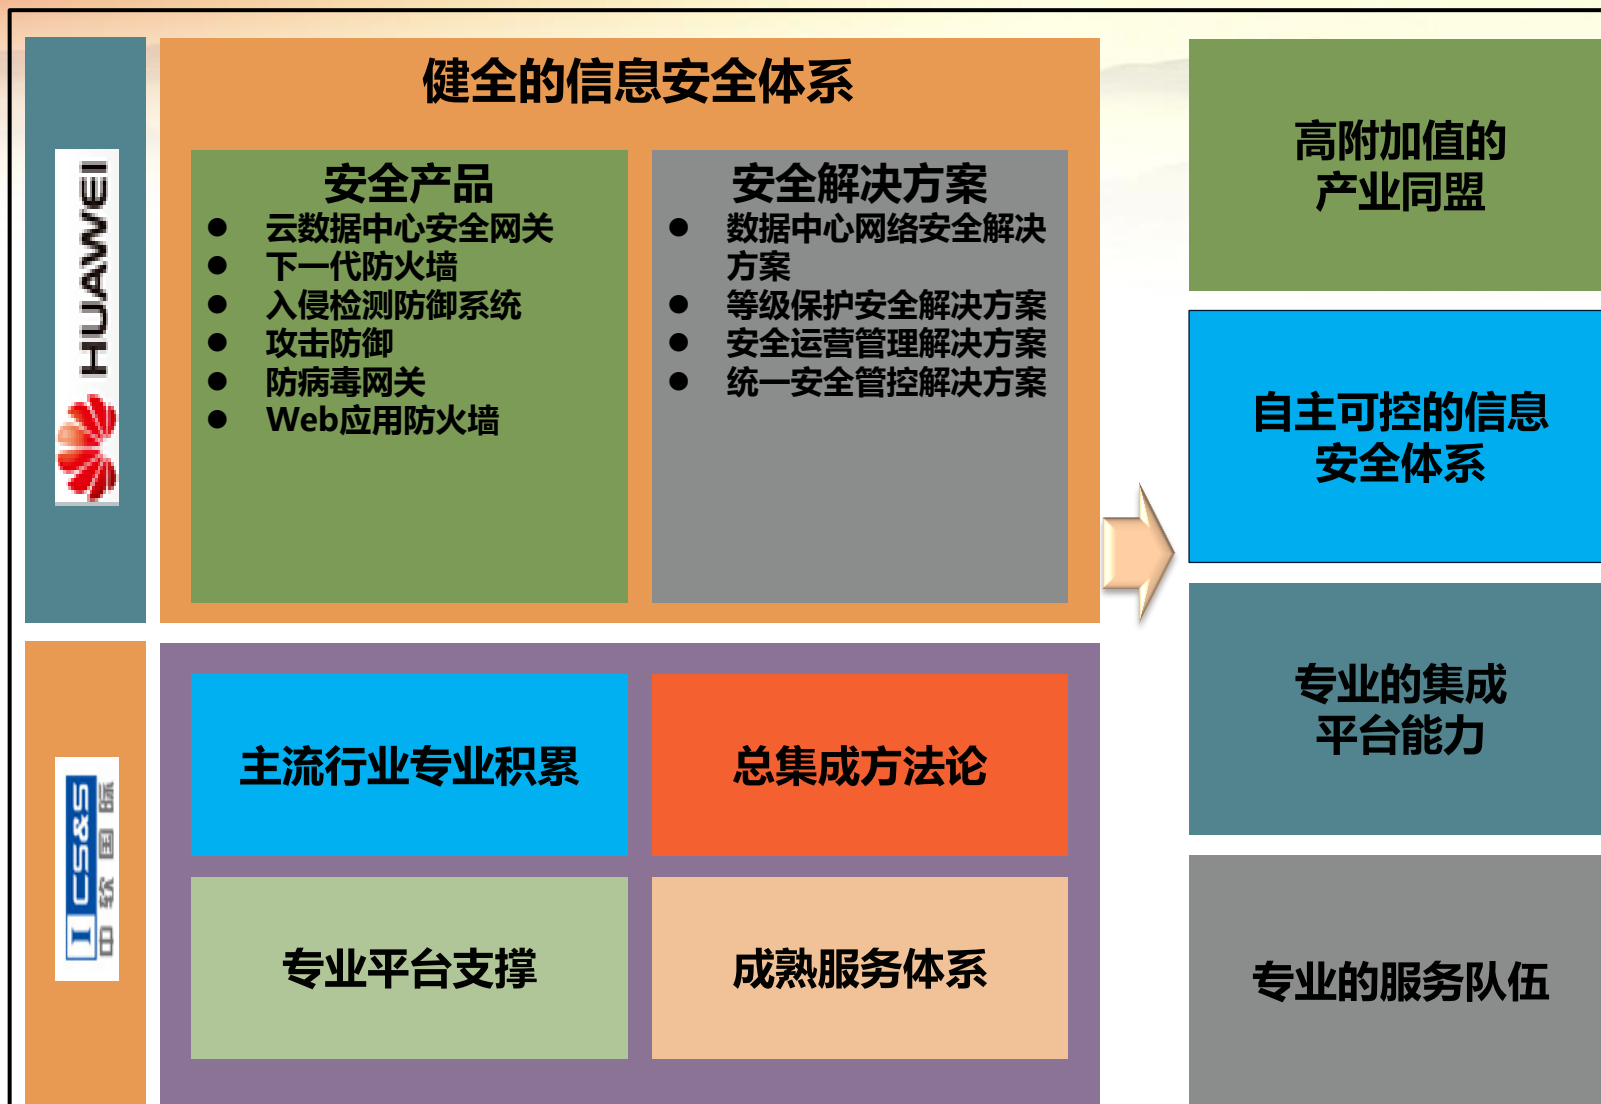 HUAWEI
健全的信息安全体系
安全产品
● 云数据中心安全网关
● 下一代防火墙
● 入侵检测防御系统
● 攻击防御
● 防病毒网关
● Web应用防火墙
安全解决方案
● 数据中心网络安全解决
方案
● 等级保护安全解决方案
● 安全运营管理解决方案
● 统一安全管控解决方案
I CS&S
中软国际
主流行业专业积累
总集成方法论
专业平台支撑
成熟服务体系
高附加值的
产业同盟
自主可控的信息
安全体系
专业的集成
平台能力
专业的服务队伍